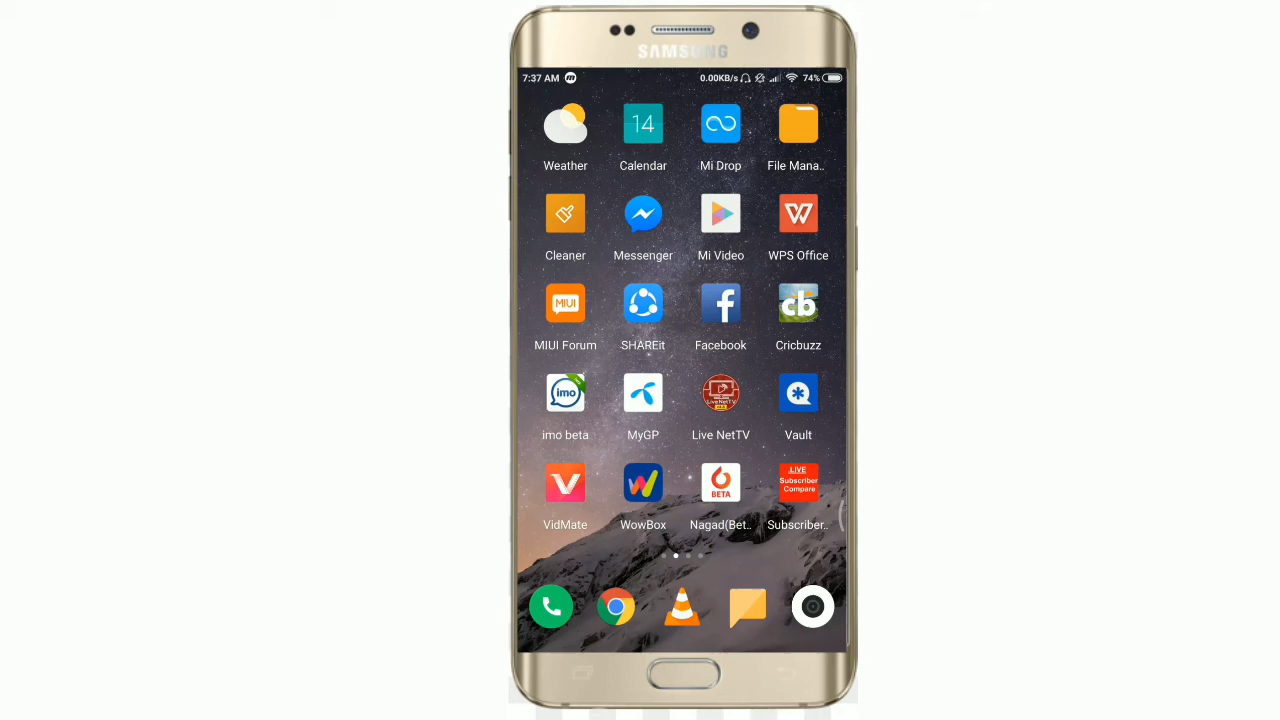 SAMSUNG
7:37 AM 0.00KB/s 74%
14
Weather Calendar Mi Drop File Mana..
Cleaner Messenger Mi Video WPS Office
MIUI
cb
MIUI Forum SHAREit Facebook Cricbuzz
imo
Live NetTV
imo beta MyGP Live NetTV Vault
BETA
.LIVE
Subscriber
Compare
VidMate WowBox Nagad(Bet.. Subscriber..